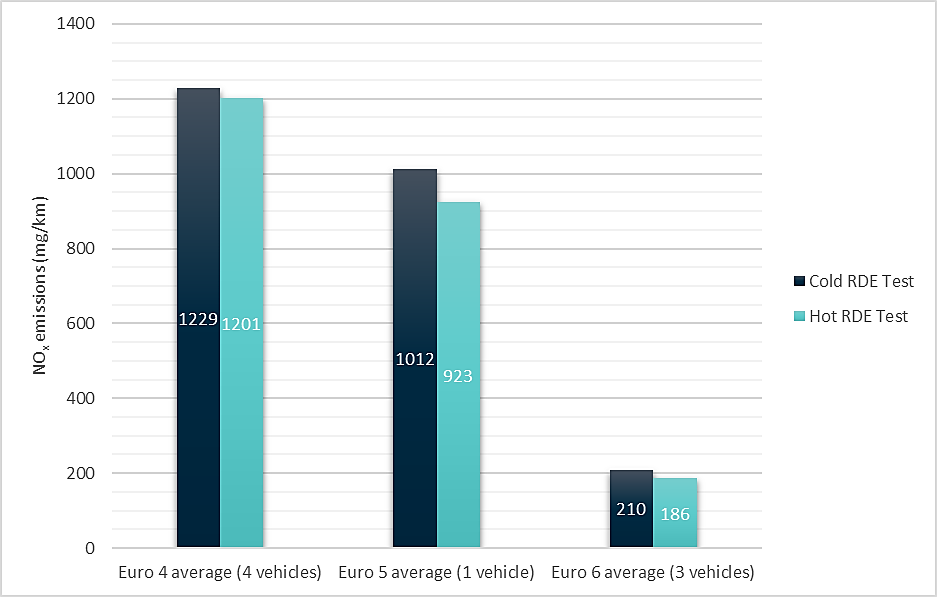 1400
1200
1000
800
600
400
200
0
NOx emissions (mg/km)
1229
1201
1012
923
210
186
Euro 4 average (4 vehicles)
Euro 5 average (1 vehicle)
Euro 6 average (3 vehicles)
Cold RDE Test
Hot RDE Test